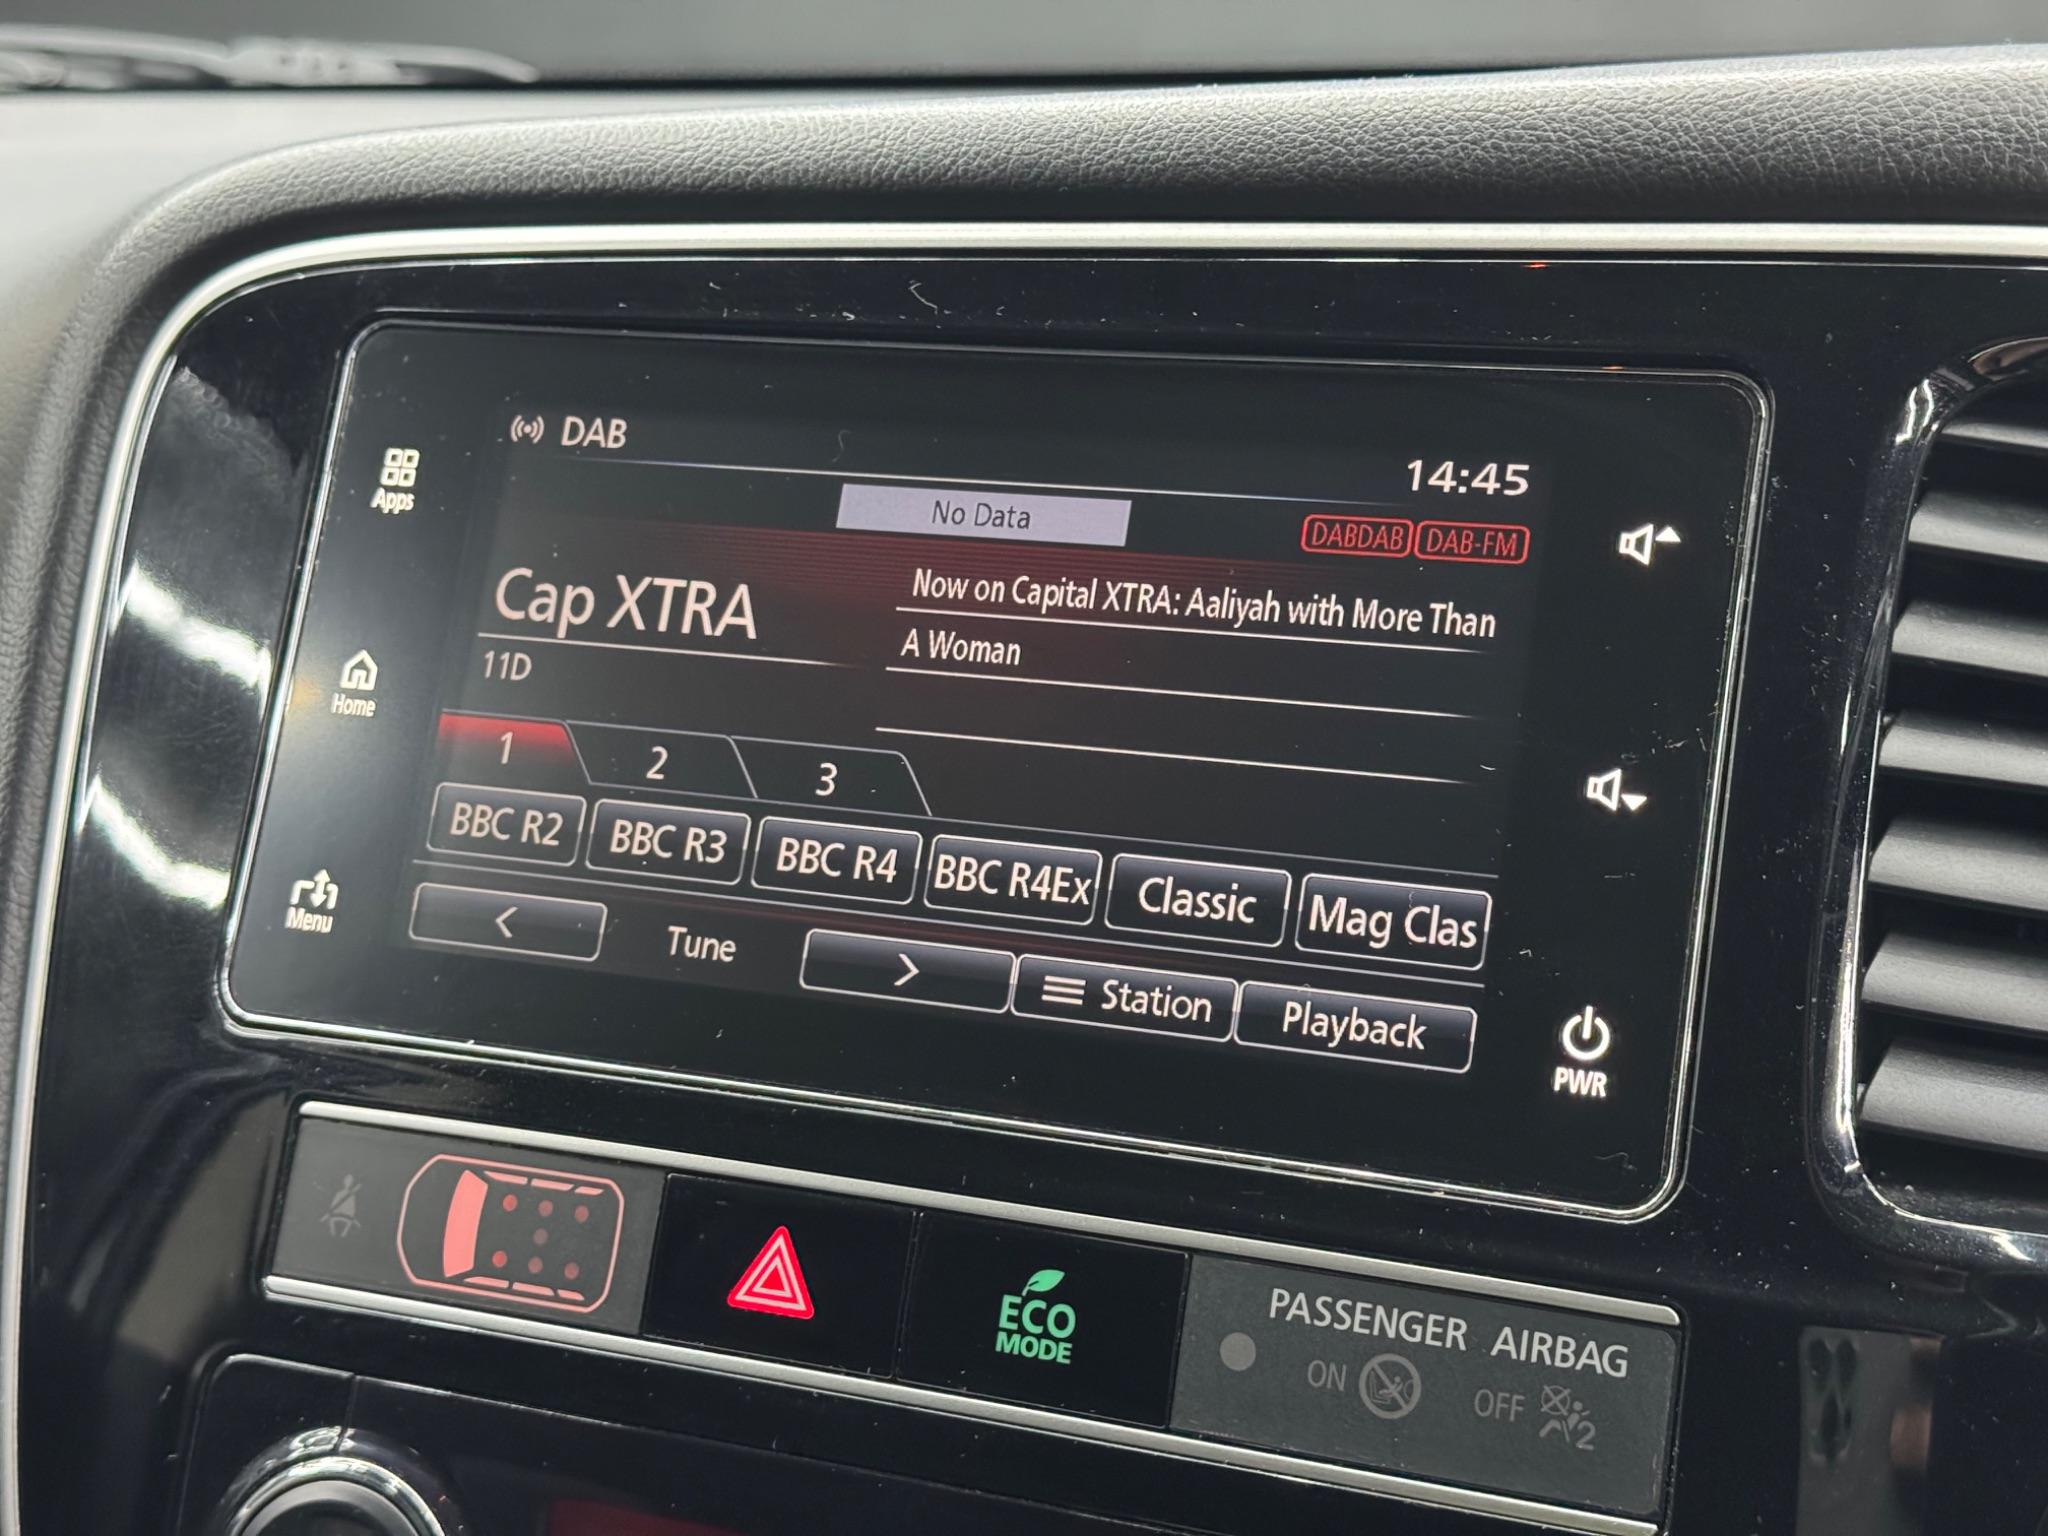 DAB
14:45
Apps
No Data
DABDAB DAB-FM
Cap XTRA
Now on Capital XTRA: Aaliyah with More Than
A Woman
11D
Home
1 2 3
BBC R2 BBC R3 BBC R4 BBC R4Ex Classic Mag Clas
Menu
< Tune > Station Playback
PWR
ECO
MODE
PASSENGER AIRBAG
ON OFF 2